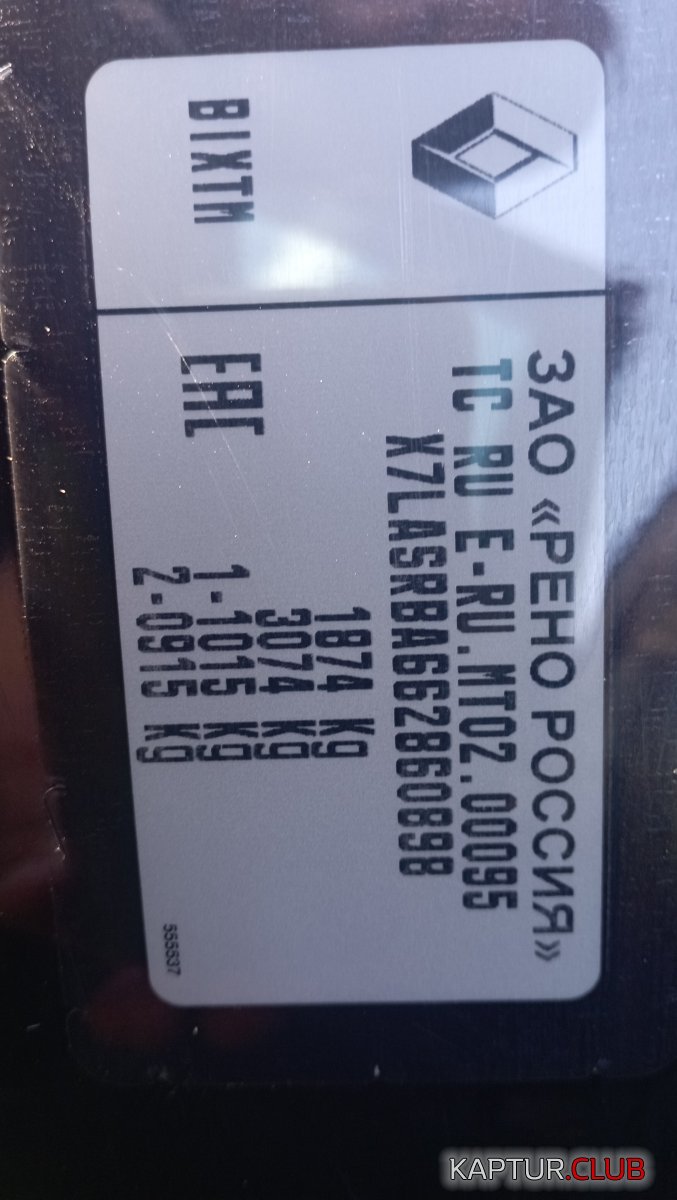 ЗАО «РЕНО РОССИЯ»
TC RU E-RU.MT02.00095
X7LASRBA662860898
1874 kg
3074 kg
1-1015 kg
2-0915 kg
BIXTM
EAC
555537
KAPTUR.CLUB